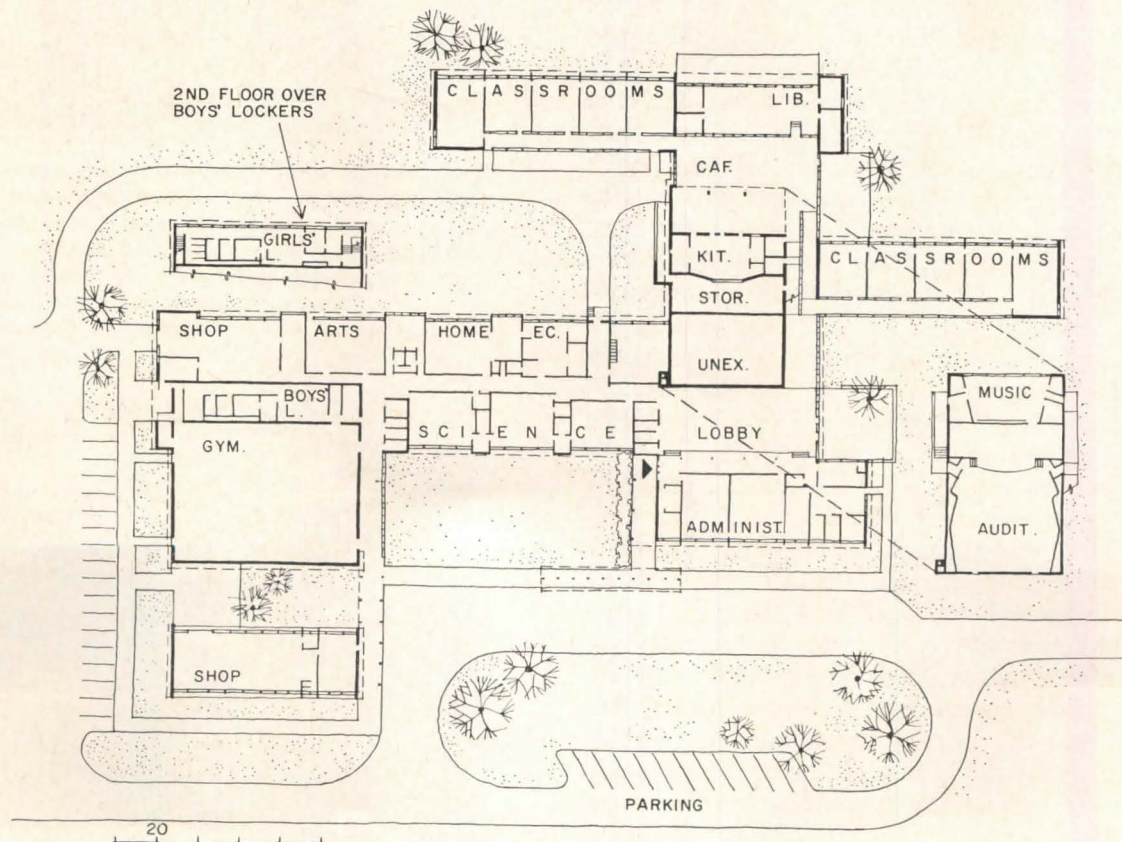 2ND FLOOR OVER
BOYS' LOCKERS
CLASSROOMS
LIB.
CAF.
GIRLS'
L.
KIT.
CLASSROOMS
STOR.
SHOP
ARTS
HOME EC.
UNEX.
BOYS'
L.
MUSIC
SCIENCE
LOBBY
GYM.
ADMINIST.
AUDIT.
SHOP
PARKING
20